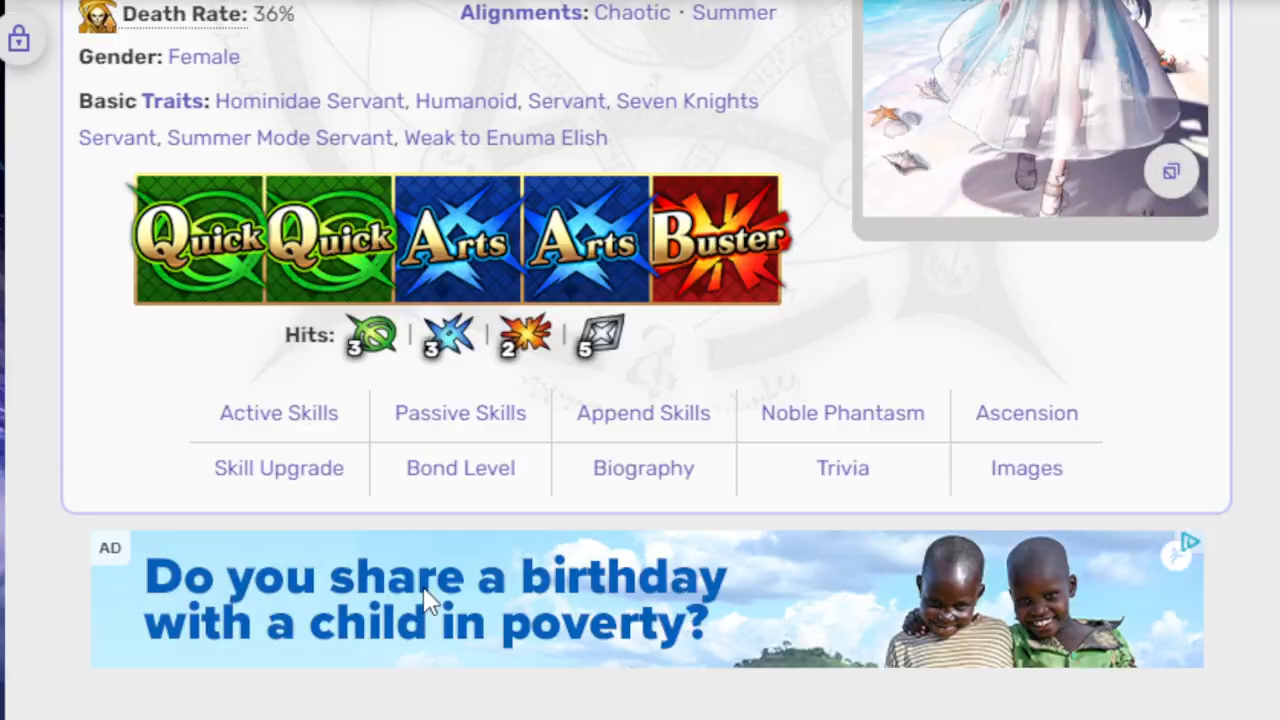 Death Rate: 36%
Alignments: Chaotic · Summer
Gender: Female
Basic Traits: Hominidae Servant, Humanoid, Servant, Seven Knights
Servant, Summer Mode Servant, Weak to Enuma Elish
Quick Quick Arts Arts Buster
Hits: 3 | 3 | 2 | 5
Active Skills Passive Skills Append Skills Noble Phantasm Ascension
Skill Upgrade Bond Level Biography Trivia Images
AD
Do you share a birthday
with a child in poverty?